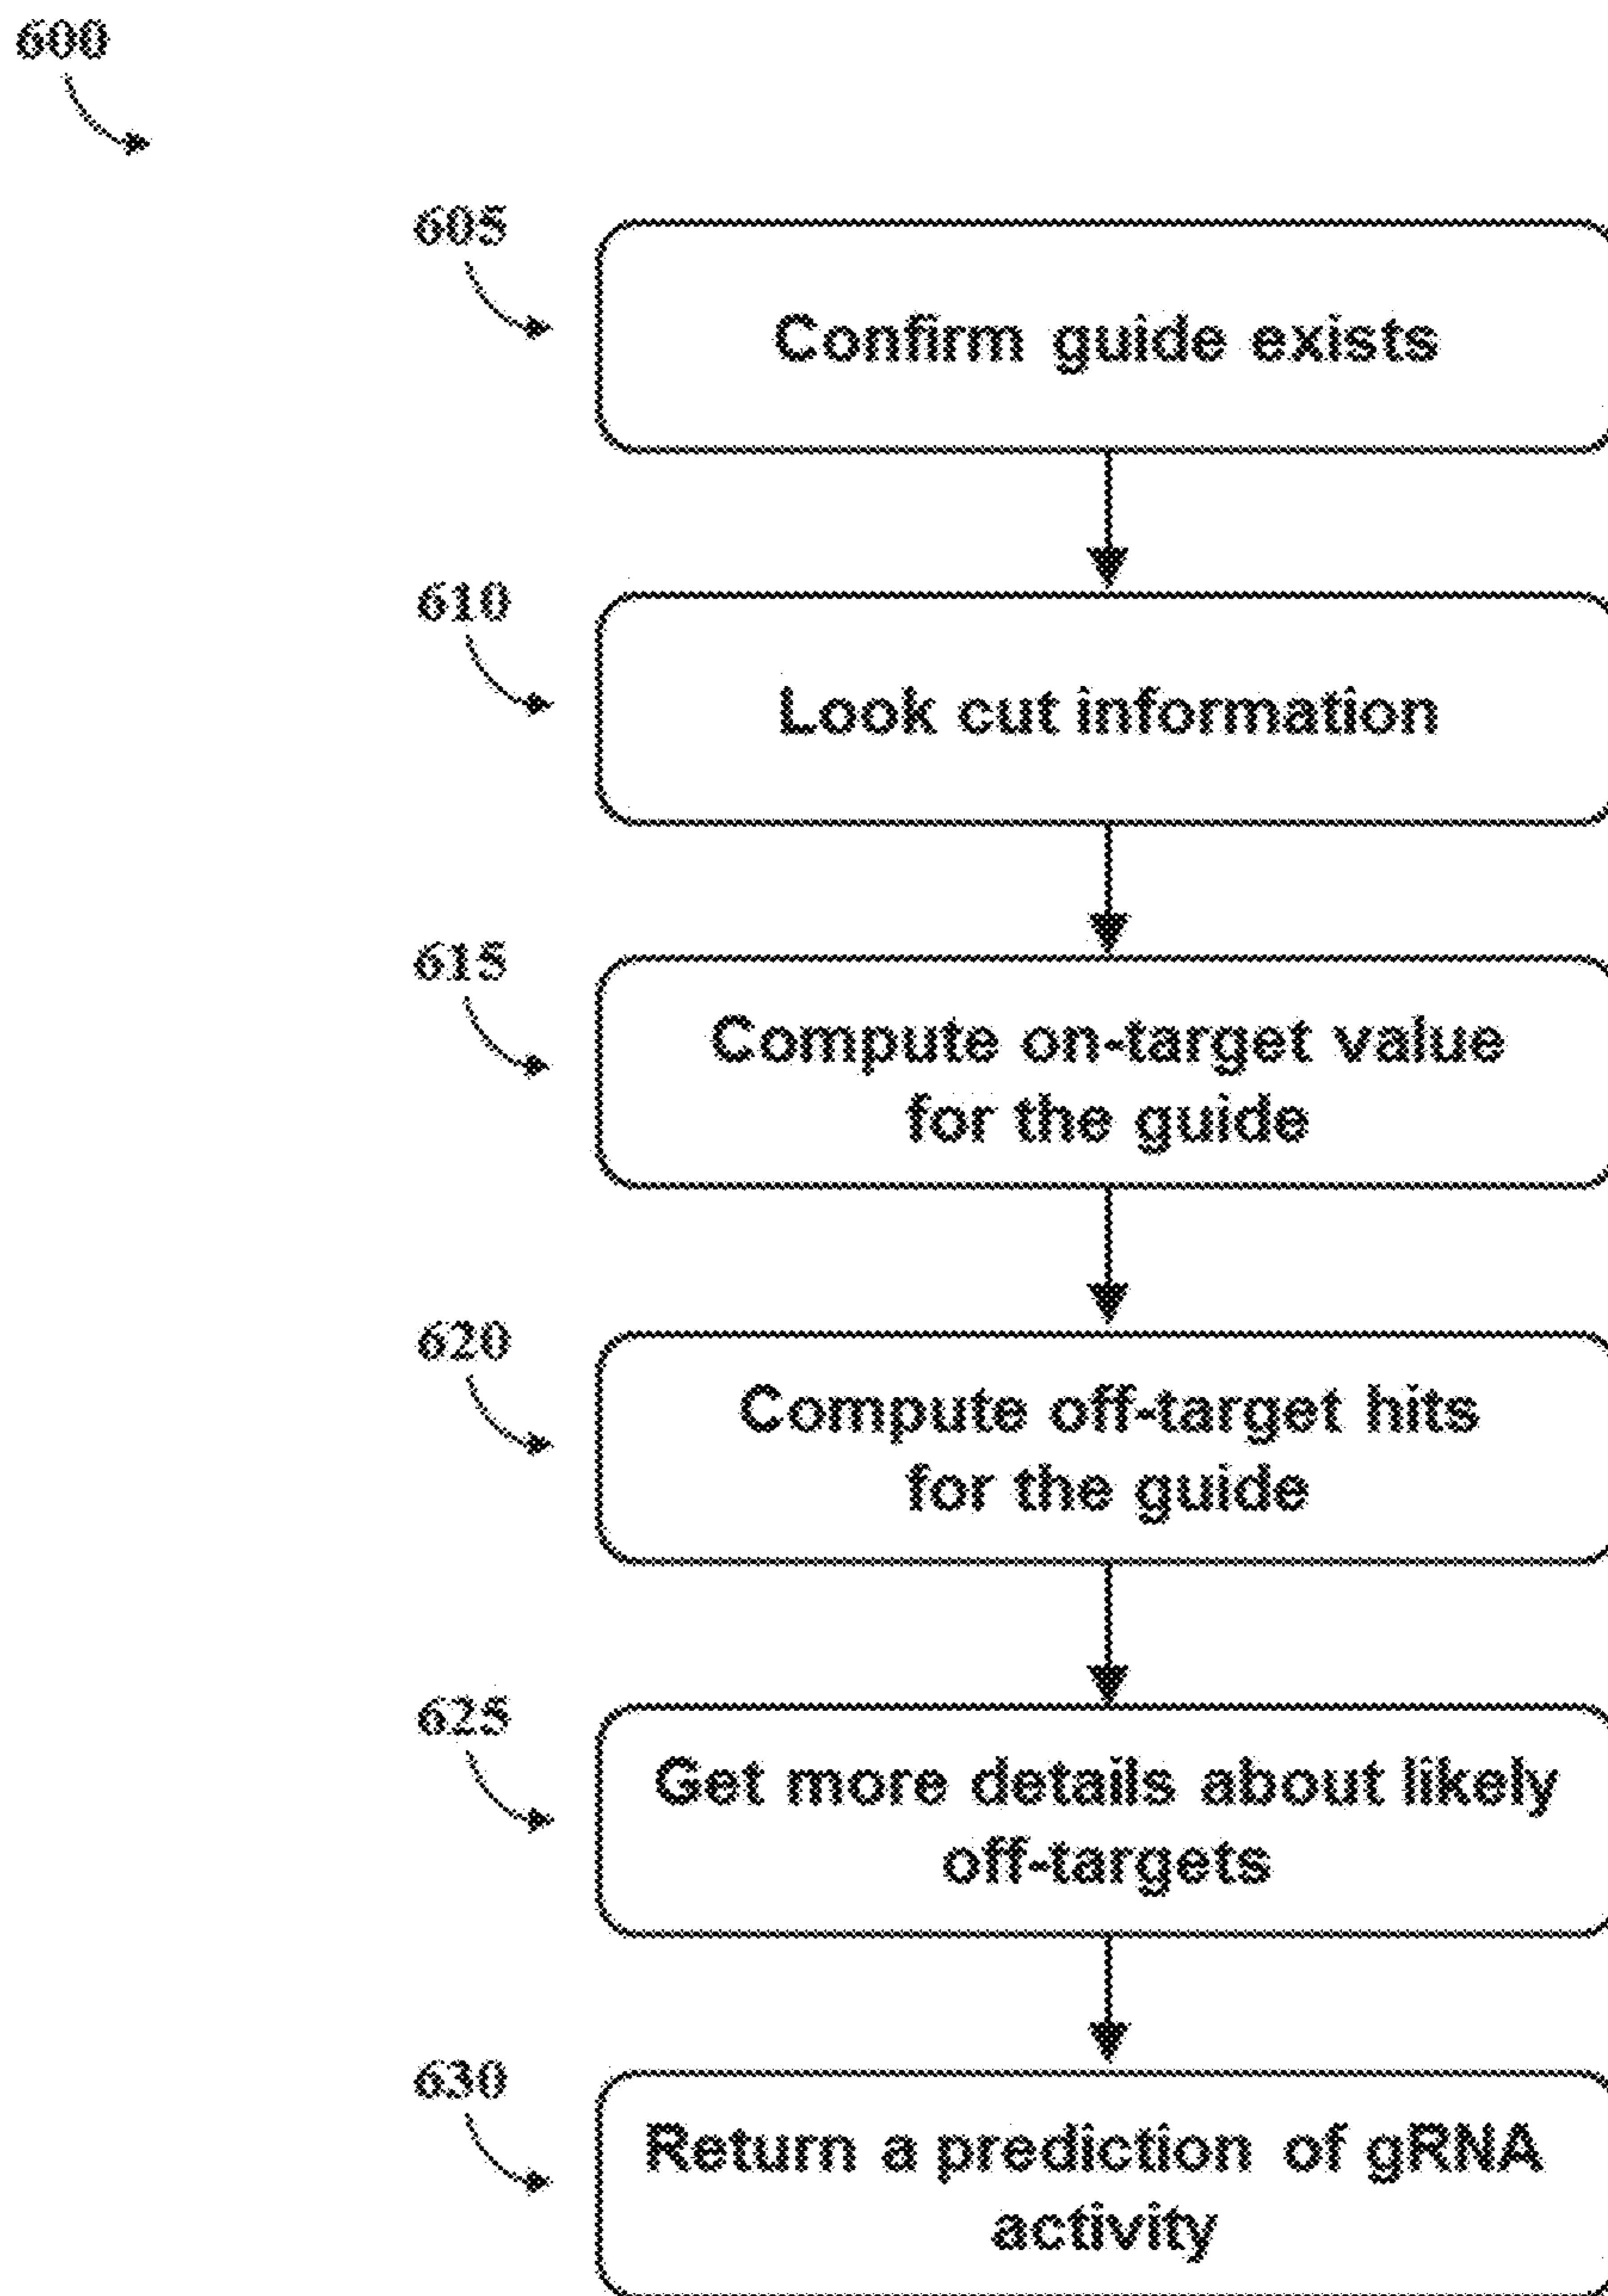 600
605
Confirm guide exists
610
Look cut information
615
Compute on-target value
for the guide
620
Compute off-target hits
for the guide
625
Get more details about likely
off-targets
630
Return a prediction of gRNA
activity